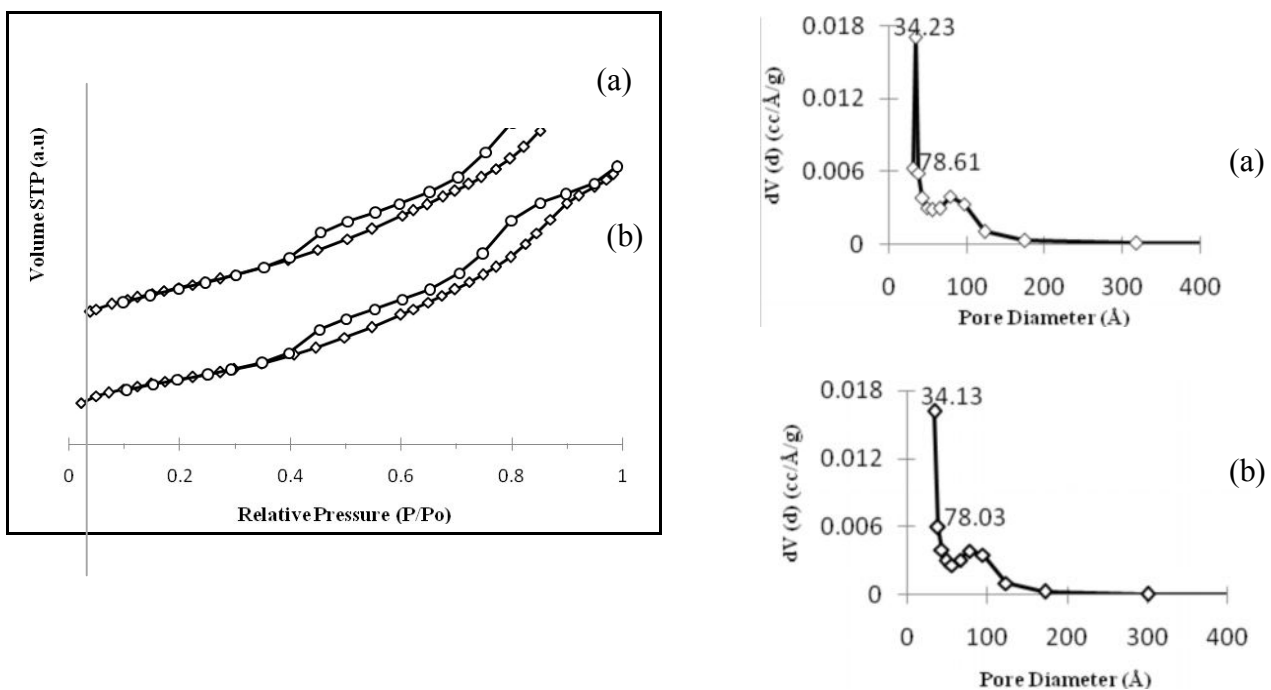 (a)
(b)
Volume STP (a.u)
0 0.2 0.4 0.6 0.8 1
Relative Pressure (P/Po)
0.018
34.23
0.012
0.006
78.61
0
dV (d) (cc/Å/g)
0 100 200 300 400
Pore Diameter (Å)
(a)
0.018
34.13
0.012
0.006
78.03
0
dV (d) (cc/Å/g)
0 100 200 300 400
Pore Diameter (Å)
(b)